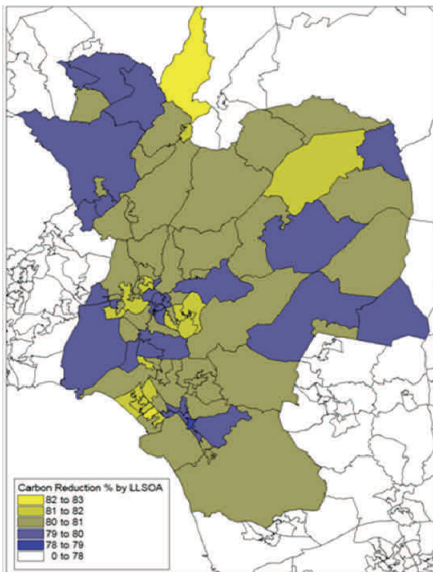 Carbon Reduction % by LLSOA
82 to 83
81 to 82
80 to 81
79 to 80
78 to 79
0 to 78